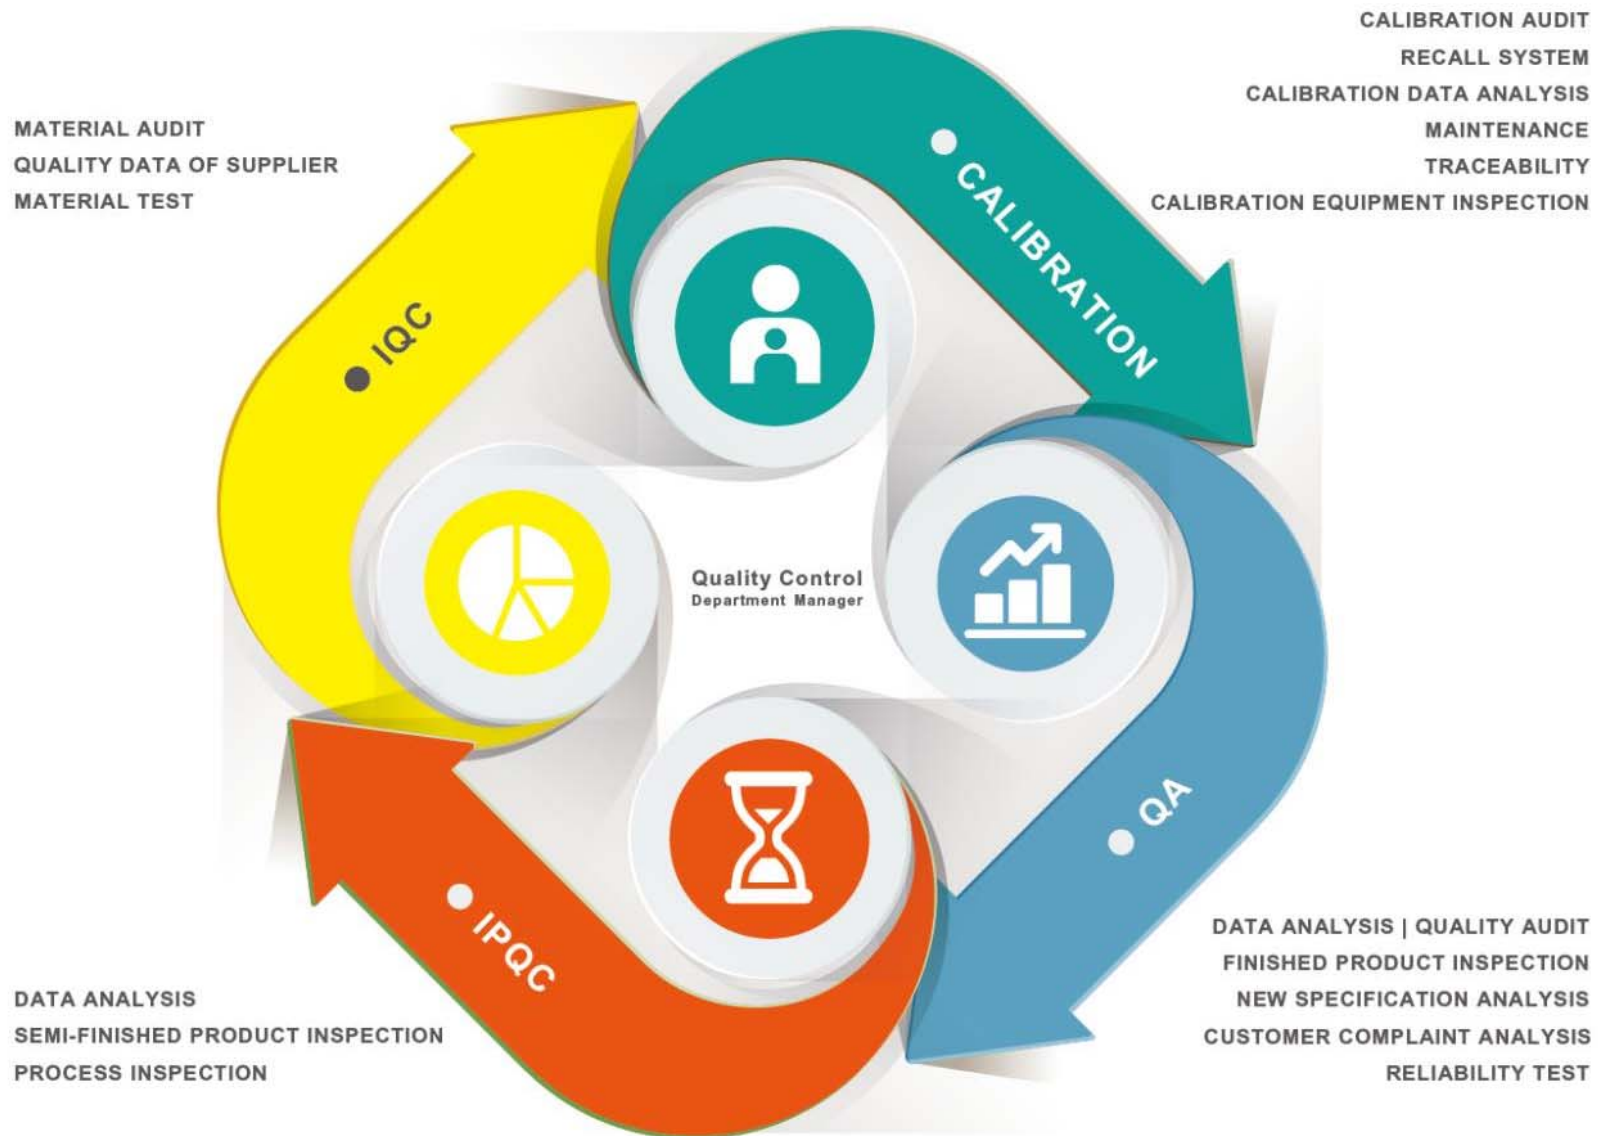 MATERIAL AUDIT
QUALITY DATA OF SUPPLIER
MATERIAL TEST
CALIBRATION AUDIT
RECALL SYSTEM
CALIBRATION DATA ANALYSIS
MAINTENANCE
TRACEABILITY
CALIBRATION EQUIPMENT INSPECTION
IQC
CALIBRATION
Quality Control
Department Manager
IPQC
QA
DATA ANALYSIS
SEMI-FINISHED PRODUCT INSPECTION
PROCESS INSPECTION
DATA ANALYSIS | QUALITY AUDIT
FINISHED PRODUCT INSPECTION
NEW SPECIFICATION ANALYSIS
CUSTOMER COMPLAINT ANALYSIS
RELIABILITY TEST